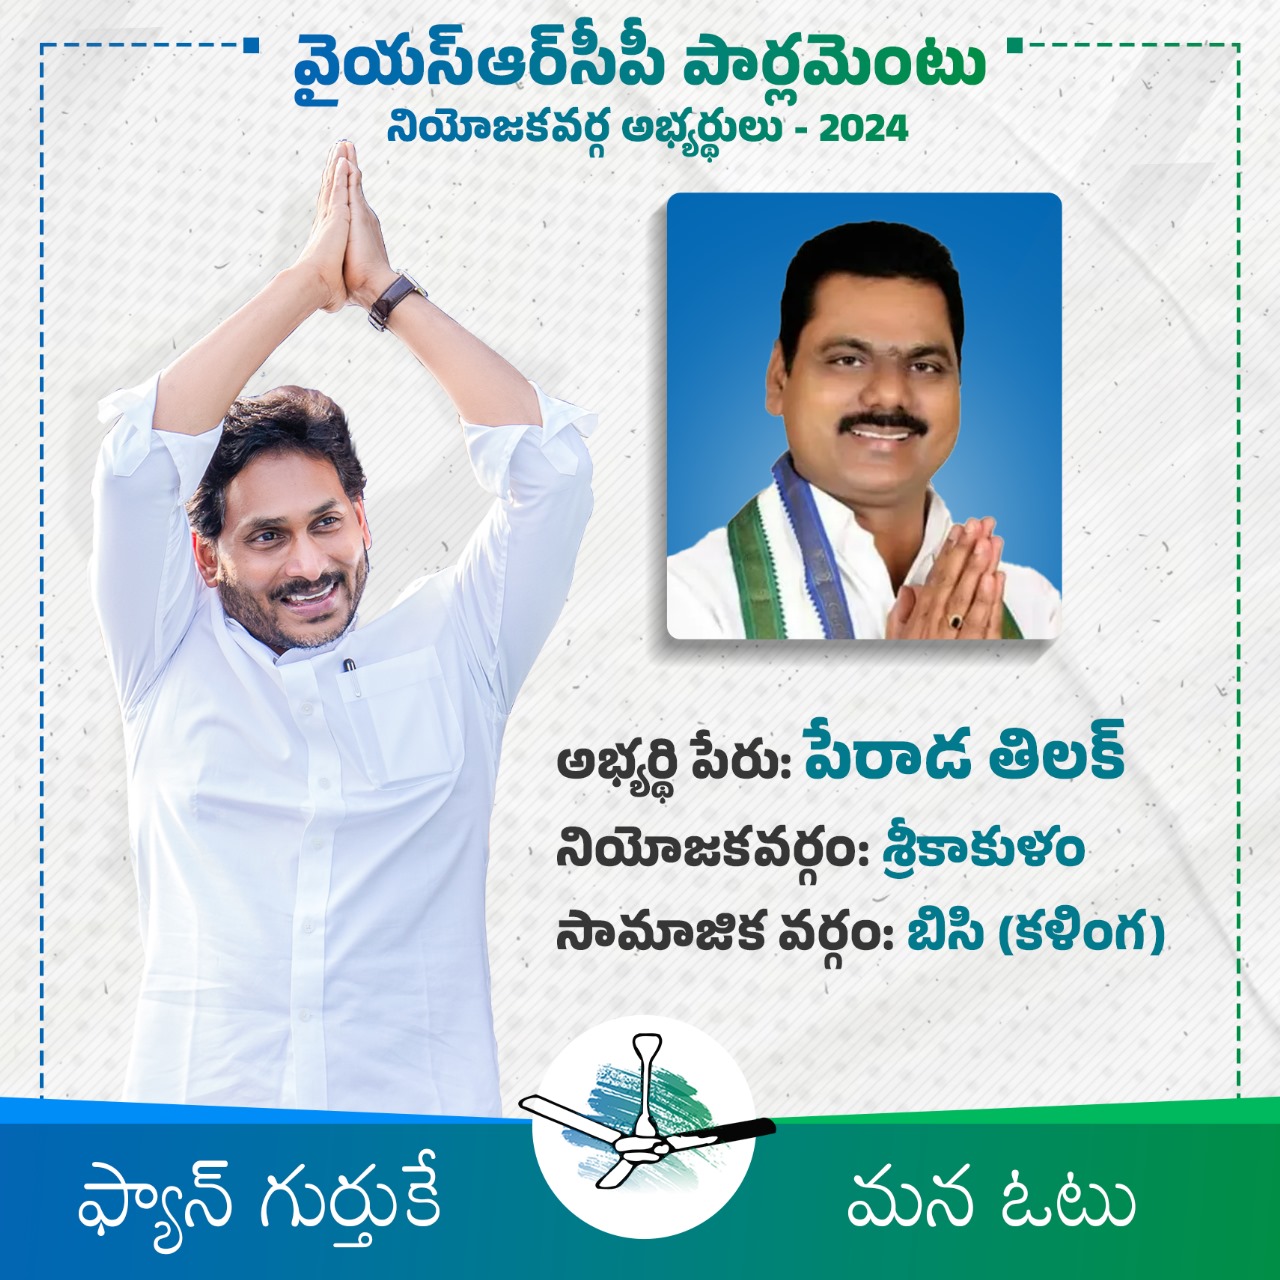 వైయస్ఆర్‌సీపీ పార్లమెంటు
నియోజకవర్గ అభ్యర్థులు - 2024
అభ్యర్థి పేరు: పేరాడ తిలక్
నియోజకవర్గం: శ్రీకాకుళం
సామాజిక వర్గం: బిసి (కళింగ)
ఫ్యాన్ గుర్తుకే మన ఓటు